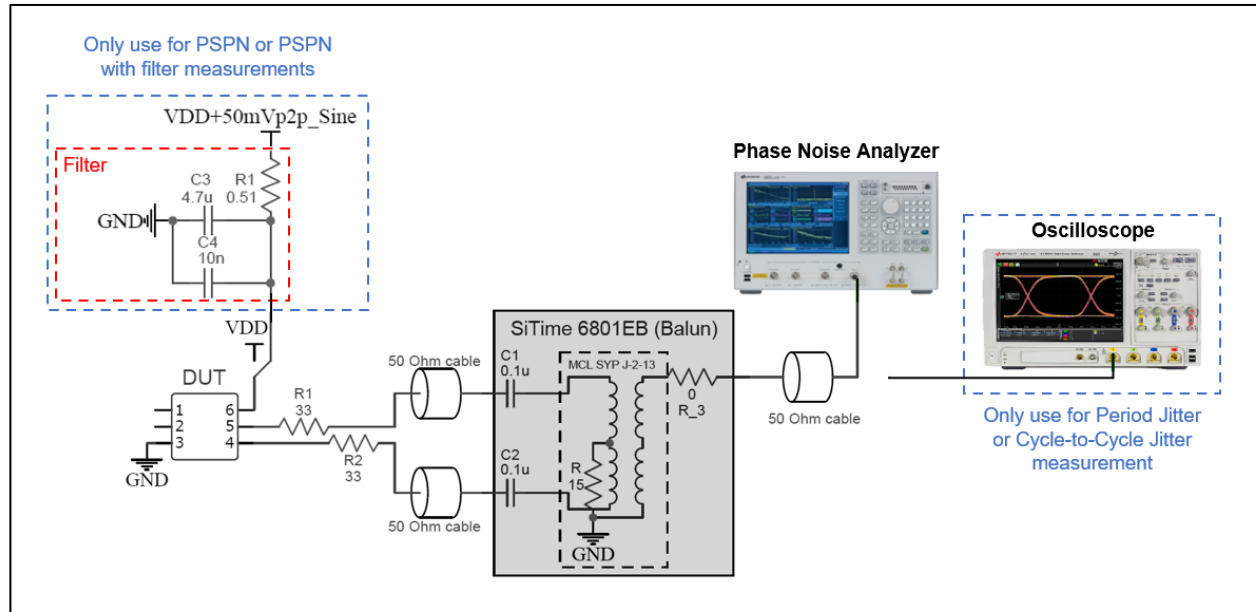 Only use for PSPN or PSPN
with filter measurements
VDD+50mVp2p_Sine
Filter
C3
4.7u
R1
0.51
GND
C4
10n
VDD
DUT
1
2
3
6
5
4
GND
R1
33
R2
33
50 Ohm cable
50 Ohm cable
SiTime 6801EB (Balun)
C1
0.1u
C2
0.1u
MCL SYP J-2-13
R
15
GND
0
R_3
50 Ohm cable
Phase Noise Analyzer
Oscilloscope
Only use for Period Jitter
or Cycle-to-Cycle Jitter
measurement